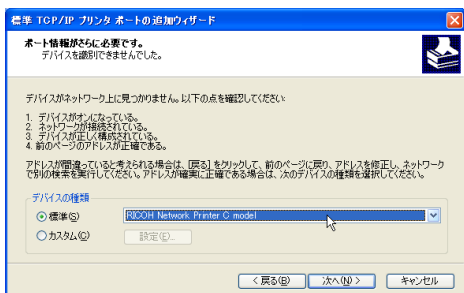 標準 TCP/IP プリンタ ポートの追加ウィザード
ポート情報がさらに必要です。
デバイスを識別できませんでした。
デバイスがネットワーク上に見つかりません。以下の点を確認してください:
1. デバイスがオンになっている。
2. ネットワークが接続されている。
3. デバイスが正しく構成されている。
4. 前のページのアドレスが正確である。
アドレスが間違っていると考えられる場合は、[戻る] をクリックして、前のページに戻り、アドレスを修正し、ネットワーク
で別の検索を実行してください。アドレスが確実に正確である場合は、次のデバイスの種類を選択してください。
デバイスの種類
標準(S)
RICOH Network Printer C model
カスタム(C)
設定(E)...
< 戻る(B)
次へ(N) >
キャンセル